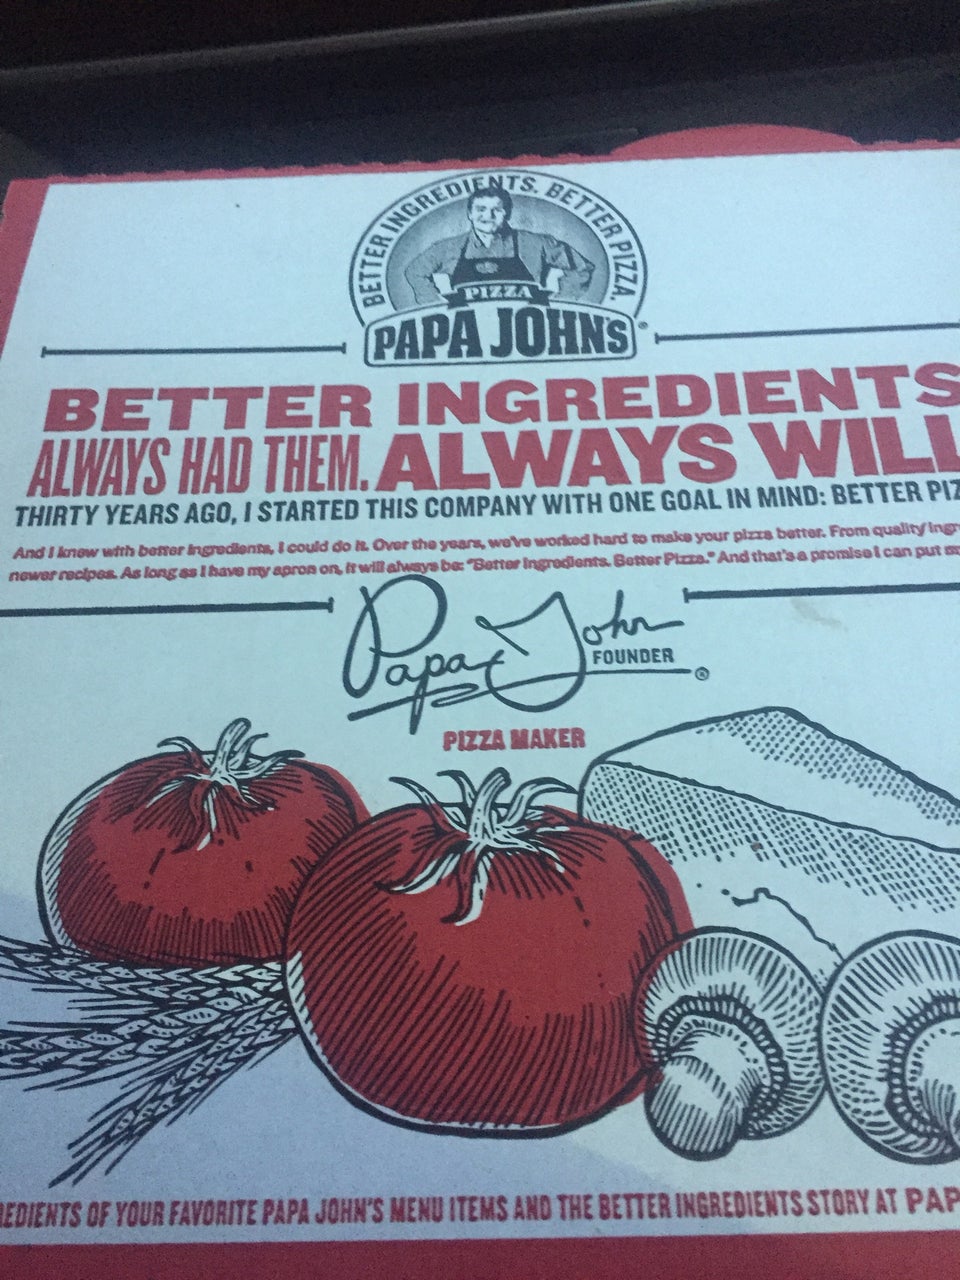 BETTER INGREDIENTS. BETTER PIZZA.
PIZZA
PAPA JOHN'S®
BETTER INGREDIENTS
ALWAYS HAD THEM. ALWAYS WILL
THIRTY YEARS AGO, I STARTED THIS COMPANY WITH ONE GOAL IN MIND: BETTER PIZ
And I knew with better ingredients, I could do it. Over the years, we've worked hard to make your pizza better. From quality ingr
newer recipes. As long as I have my apron on, it will always be: "Better Ingredients. Better Pizza." And that's a promise I can put
Papa John
FOUNDER ®
PIZZA MAKER
REDIENTS OF YOUR FAVORITE PAPA JOHN'S MENU ITEMS AND THE BETTER INGREDIENTS STORY AT PAP